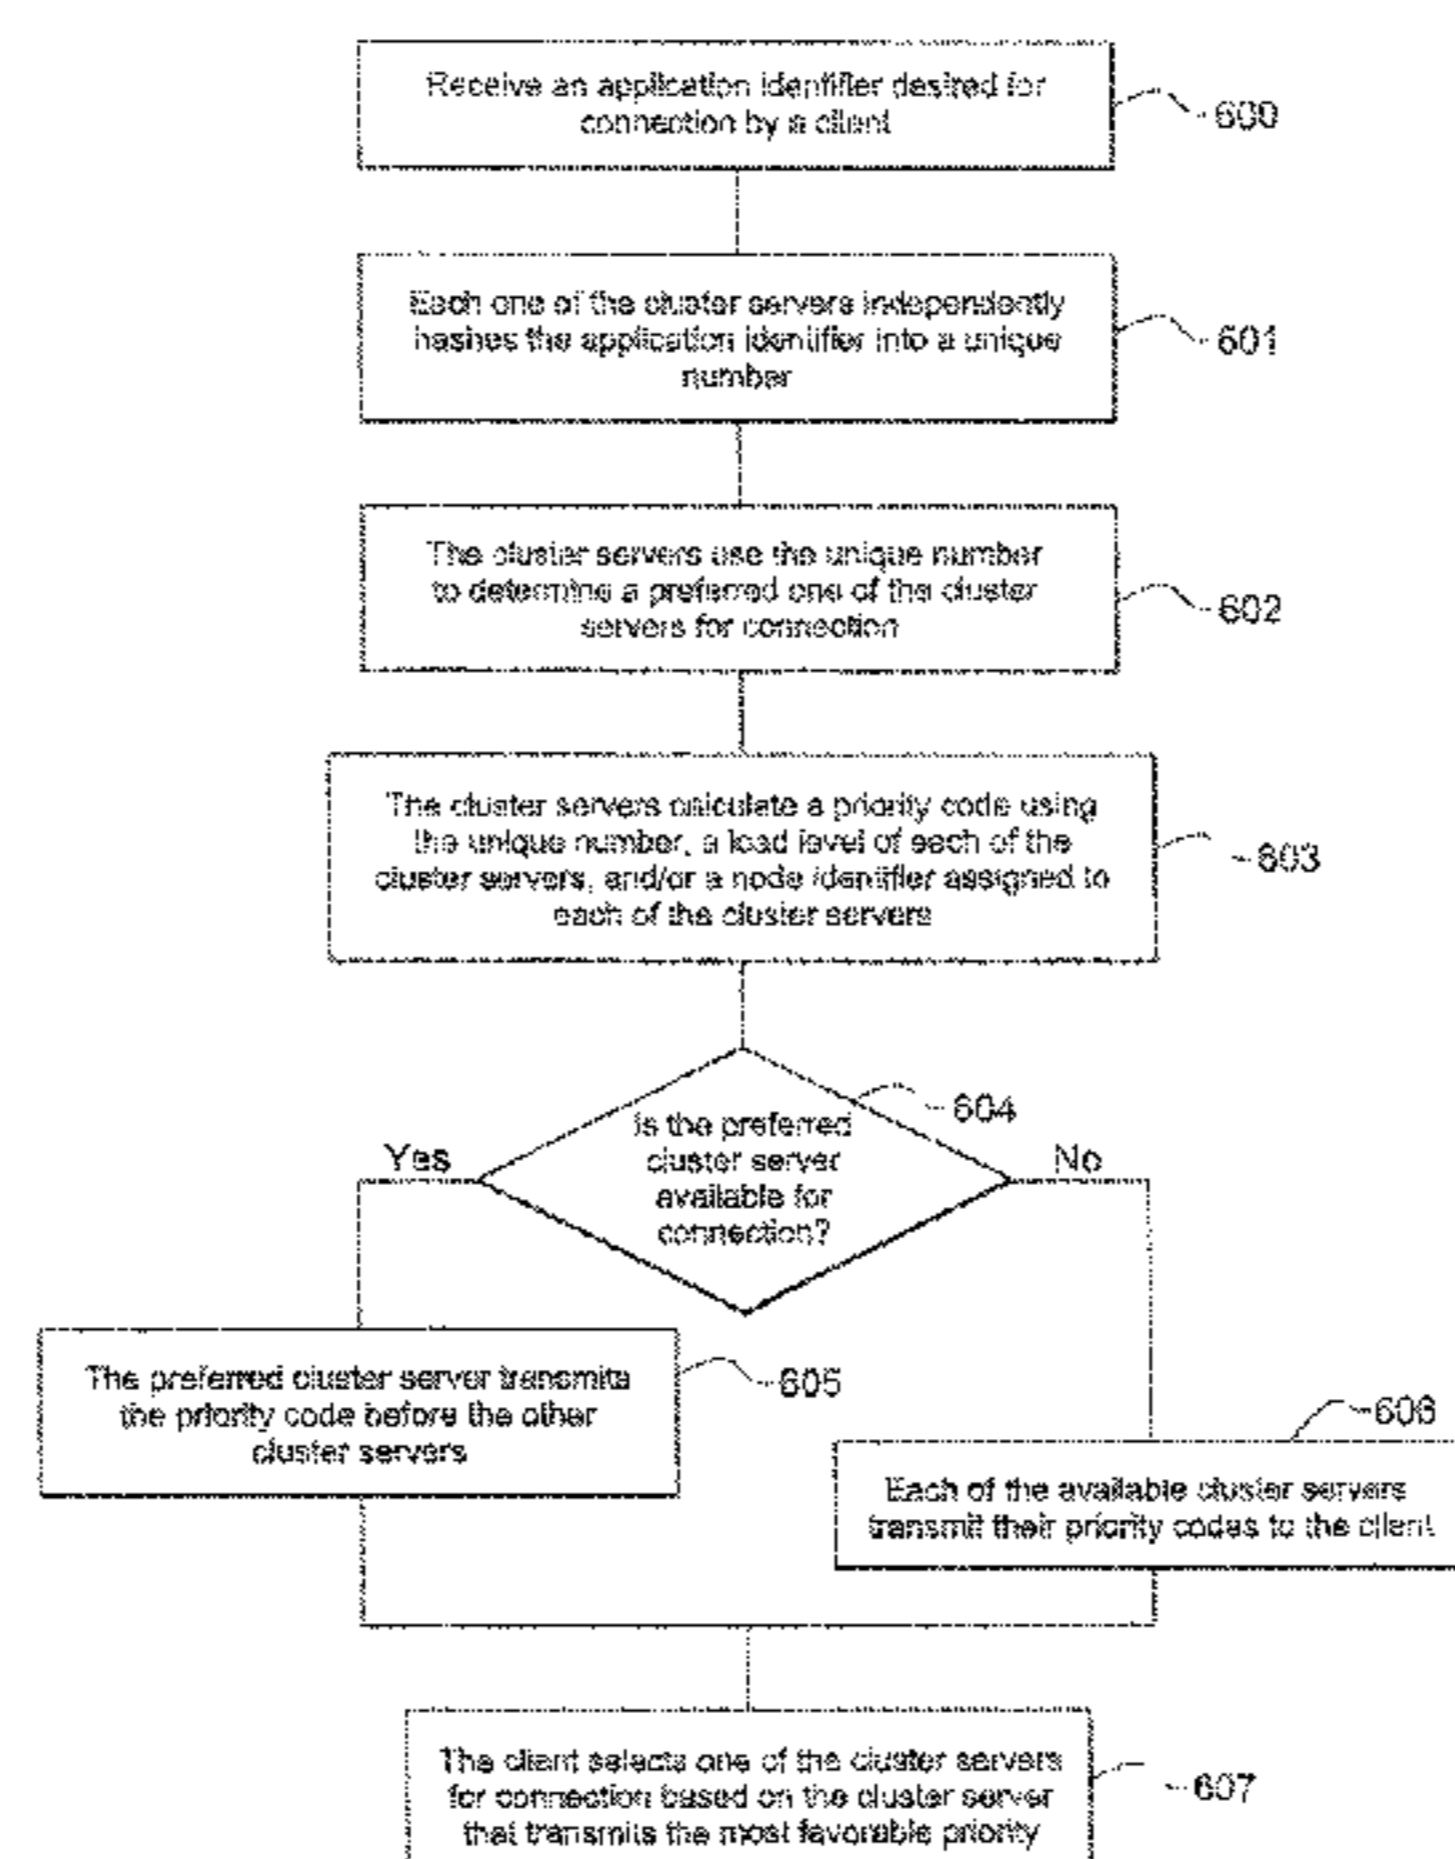 Receive an application identifier desired for
connection by a client
600
Each one of the cluster servers independently
hashes the application identifier into a unique
number
601
The cluster servers use the unique number
to determine a preferred one of the cluster
servers for connection
602
The cluster servers calculate a priority code using
the unique number, a load level of each of the
cluster servers, and/or a node identifier assigned to
each of the cluster servers
603
Is the preferred
cluster server
available for
connection?
604
Yes
No
The preferred cluster server transmits
the priority code before the other
cluster servers
605
606
Each of the available cluster servers
transmit their priority codes to the client
The client selects one of the cluster servers
for connection based on the cluster server
that transmits the most favorable priority
607